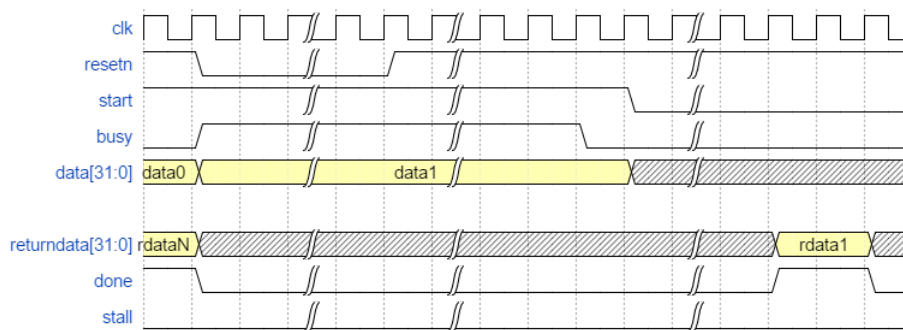 clk
resetn
start
busy
data[31:0] data0 data1
returndata[31:0] rdataN rdata1
done
stall